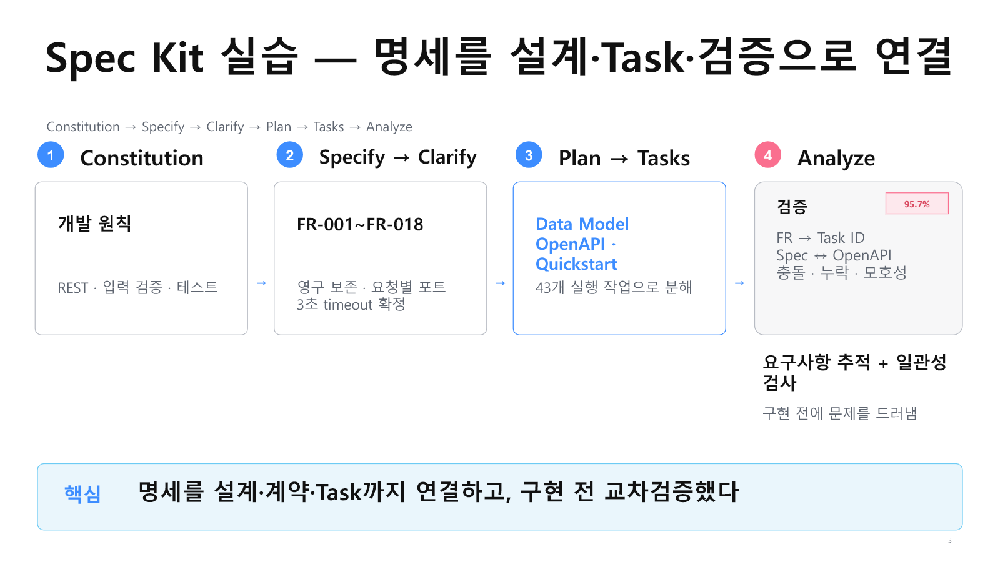 Spec Kit 실습 — 명세를 설계·Task·검증으로 연결
Constitution → Specify → Clarify → Plan → Tasks → Analyze
1 Constitution
개발 원칙
REST · 입력 검증 · 테스트
→
2 Specify → Clarify
FR-001~FR-018
영구 보존 · 요청별 포트
3초 timeout 확정
→
3 Plan → Tasks
Data Model
OpenAPI ·
Quickstart
43개 실행 작업으로 분해
→
4 Analyze
검증
95.7%
FR → Task ID
Spec ↔ OpenAPI
충돌 · 누락 · 모호성
요구사항 추적 + 일관성
검사
구현 전에 문제를 드러냄
핵심 명세를 설계·계약·Task까지 연결하고, 구현 전 교차검증했다
3